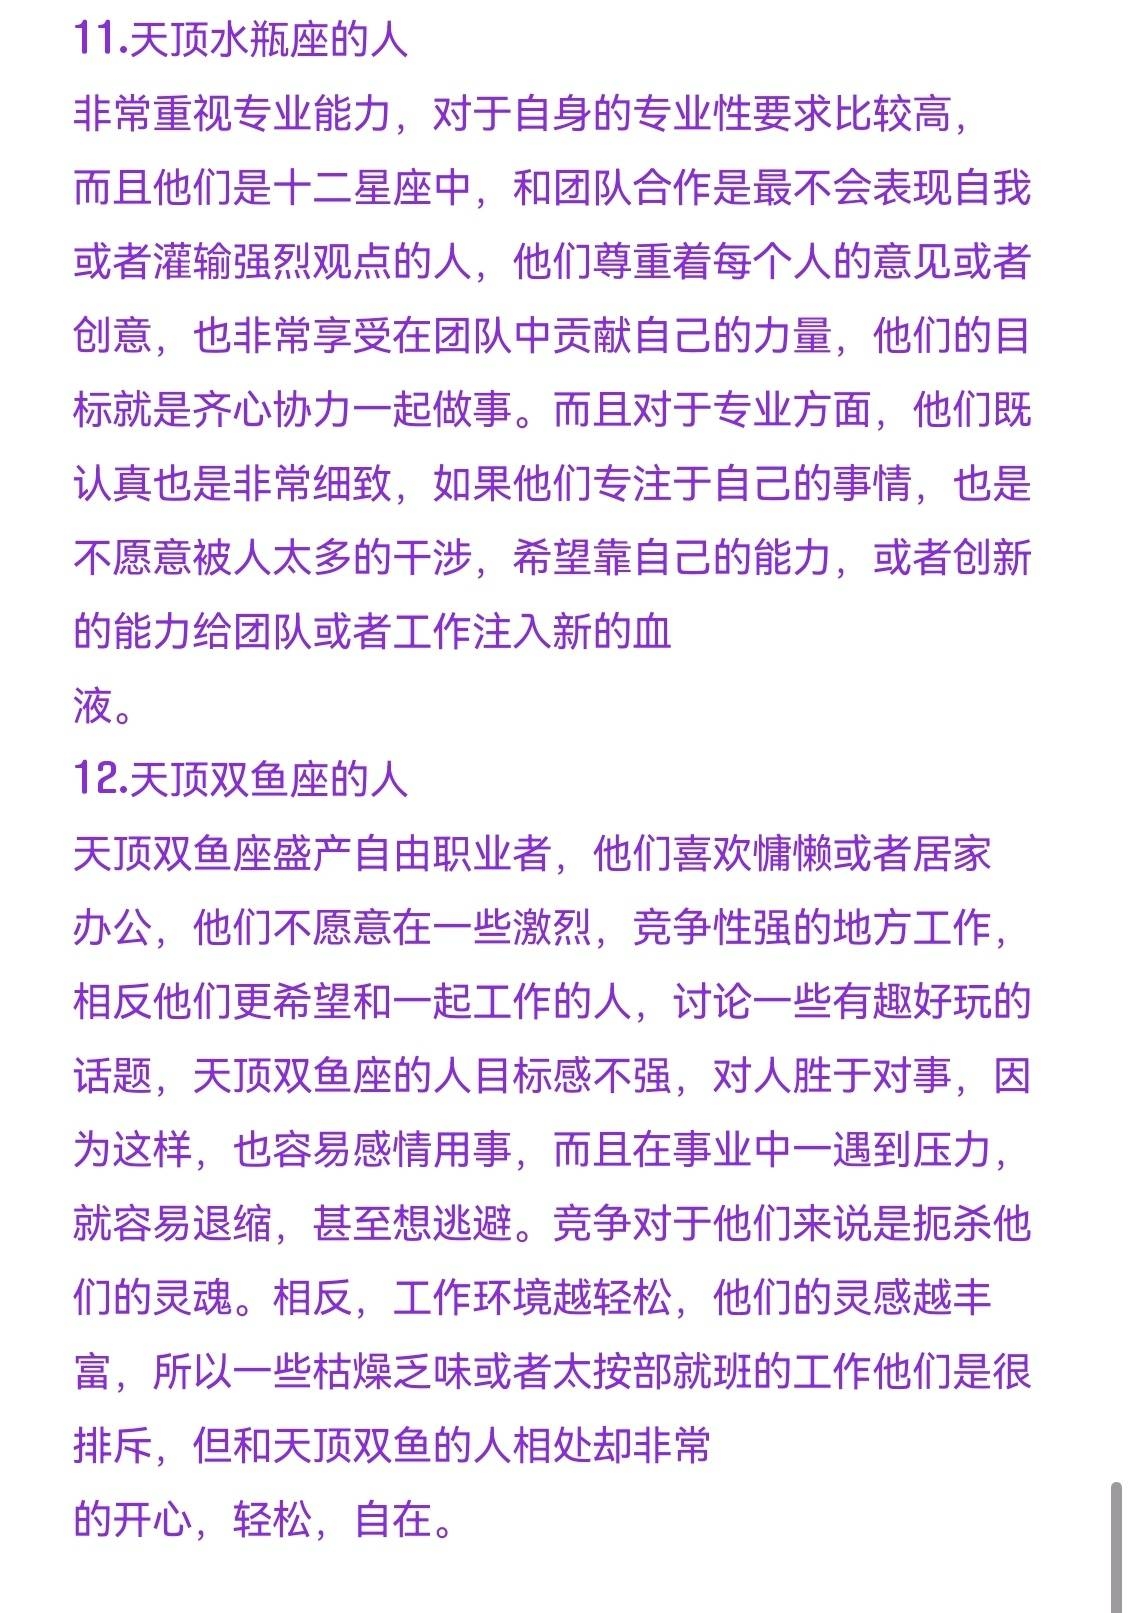 11.天顶水瓶座的人
非常重视专业能力，对于自身的专业性要求比较高，
而且他们是十二星座中，和团队合作是最不会表现自我
或者灌输强烈观点的人，他们尊重着每个人的意见或者
创意，也非常享受在团队中贡献自己的力量，他们的目
标就是齐心协力一起做事。而且对于专业方面，他们既
认真也是非常细致，如果他们专注于自己的事情，也是
不愿意被人太多的干涉，希望靠自己的能力，或者创新
的能力给团队或者工作注入新的血
液。
12.天顶双鱼座的人
天顶双鱼座盛产自由职业者，他们喜欢慵懒或者居家
办公，他们不愿意在一些激烈，竞争性强的地方工作，
相反他们更希望和一起工作的人，讨论一些有趣好玩的
话题，天顶双鱼座的人目标感不强，对人胜于对事，因
为这样，也容易感情用事，而且在事业中一遇到压力，
就容易退缩，甚至想逃避。竞争对于他们来说是扼杀他
们的灵魂。相反，工作环境越轻松，他们的灵感越丰
富，所以一些枯燥乏味或者太按部就班的工作他们是很
排斥，但和天顶双鱼的人相处却非常
的开心，轻松，自在。